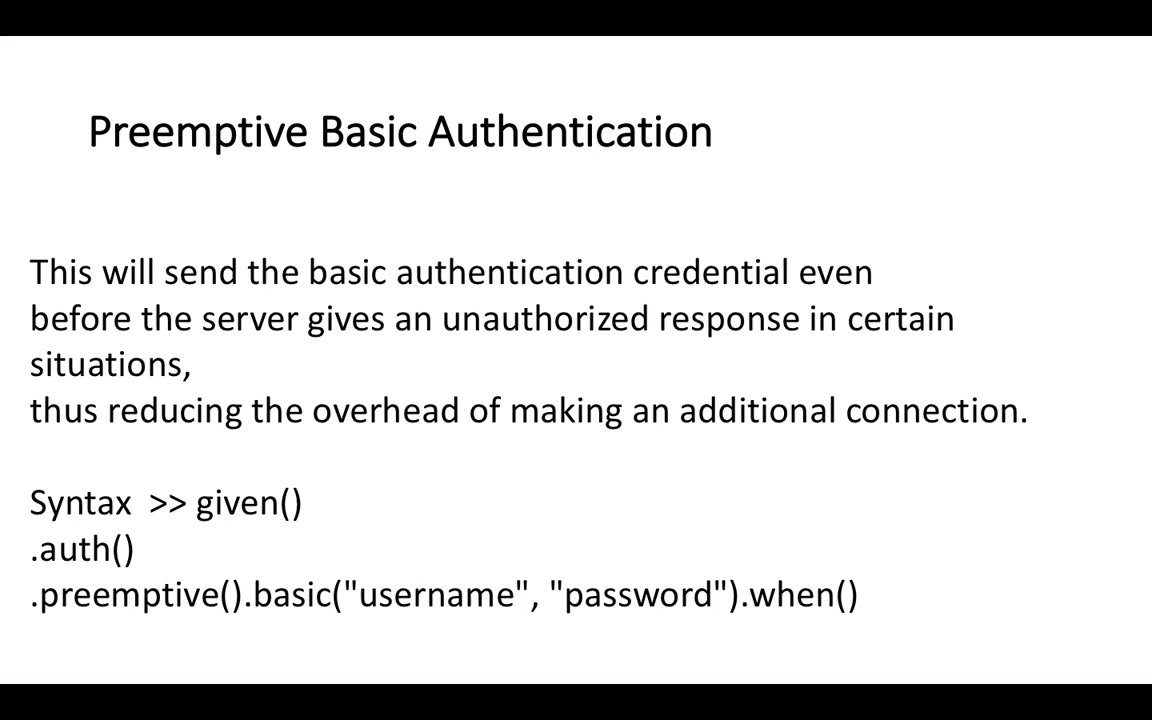 Preemptive Basic Authentication
This will send the basic authentication credential even
before the server gives an unauthorized response in certain
situations,
thus reducing the overhead of making an additional connection.
Syntax >> given()
.auth()
.preemptive().basic("username", "password").when()